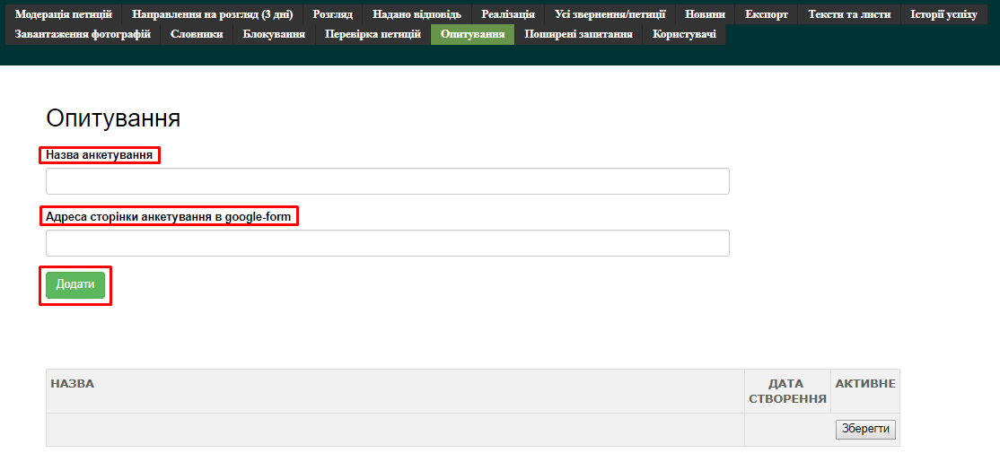 Модерація петицій Направлення на розгляд (3 дні) Розгляд Надано відповідь Реалізація Усі звернення/петиції Новини Експорт Тексти та листи Історії успіху
Завантаження фотографій Словники Блокування Перевірка петицій Опитування Поширені запитання Користувачі
Опитування
Назва анкетування
Адреса сторінки анкетування в google-form
Додати
НАЗВА ДАТА СТВОРЕННЯ АКТИВНЕ
Зберегти